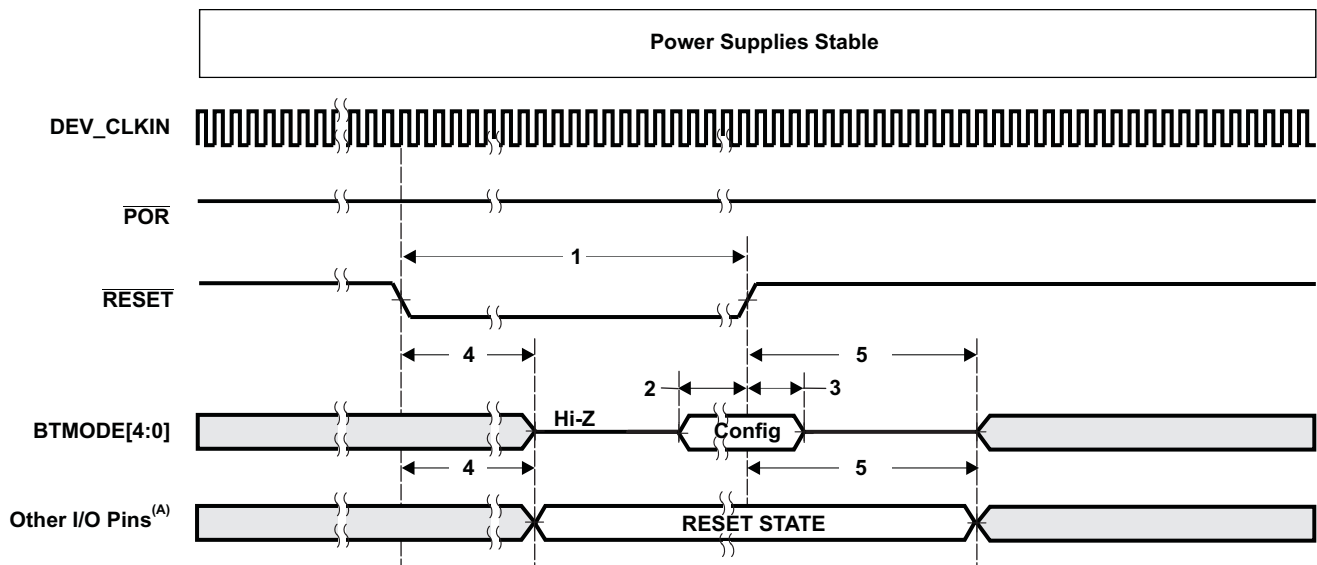 Power Supplies Stable
DEV_CLKIN
POR
1
RESET
4
5
2
3
Hi-Z
BTMODE[4:0]
Config
4
5
Other I/O Pins(A)
RESET STATE